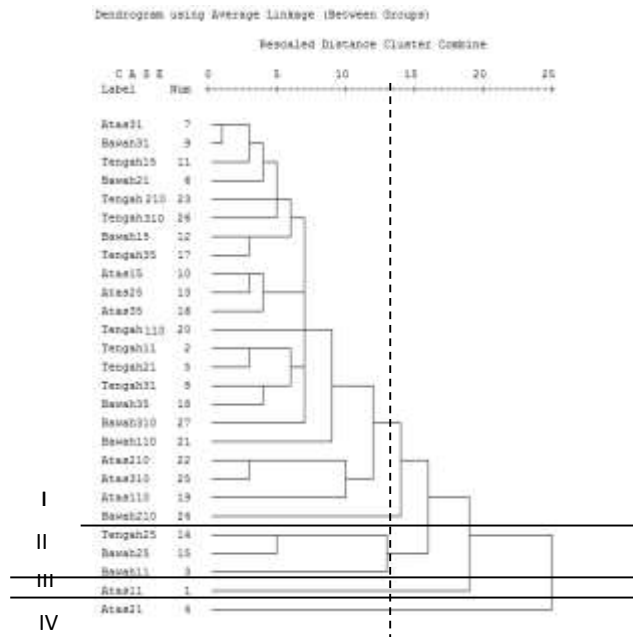 Dendrogram using Average Linkage (Between Groups)
Rescaled Distance Cluster Combine
C A S E 0 5 10 15 20 25
Label Num
Atas31 7
Bawah31 9
Tengah15 11
Bawah21 6
Tengah210 23
Tengah310 26
Bawah15 12
Tengah35 17
Atas15 10
Atas25 13
Atas35 16
Tengah110 20
Tengah11 2
Tengah21 5
Tengah31 8
Bawah35 18
Bawah310 27
Bawah110 21
Atas210 22
Atas310 25
I Atas110 19
Bawah210 24
II Tengah25 14
Bawah25 15
Bawah11 3
III Atas11 1
IV Atas21 4